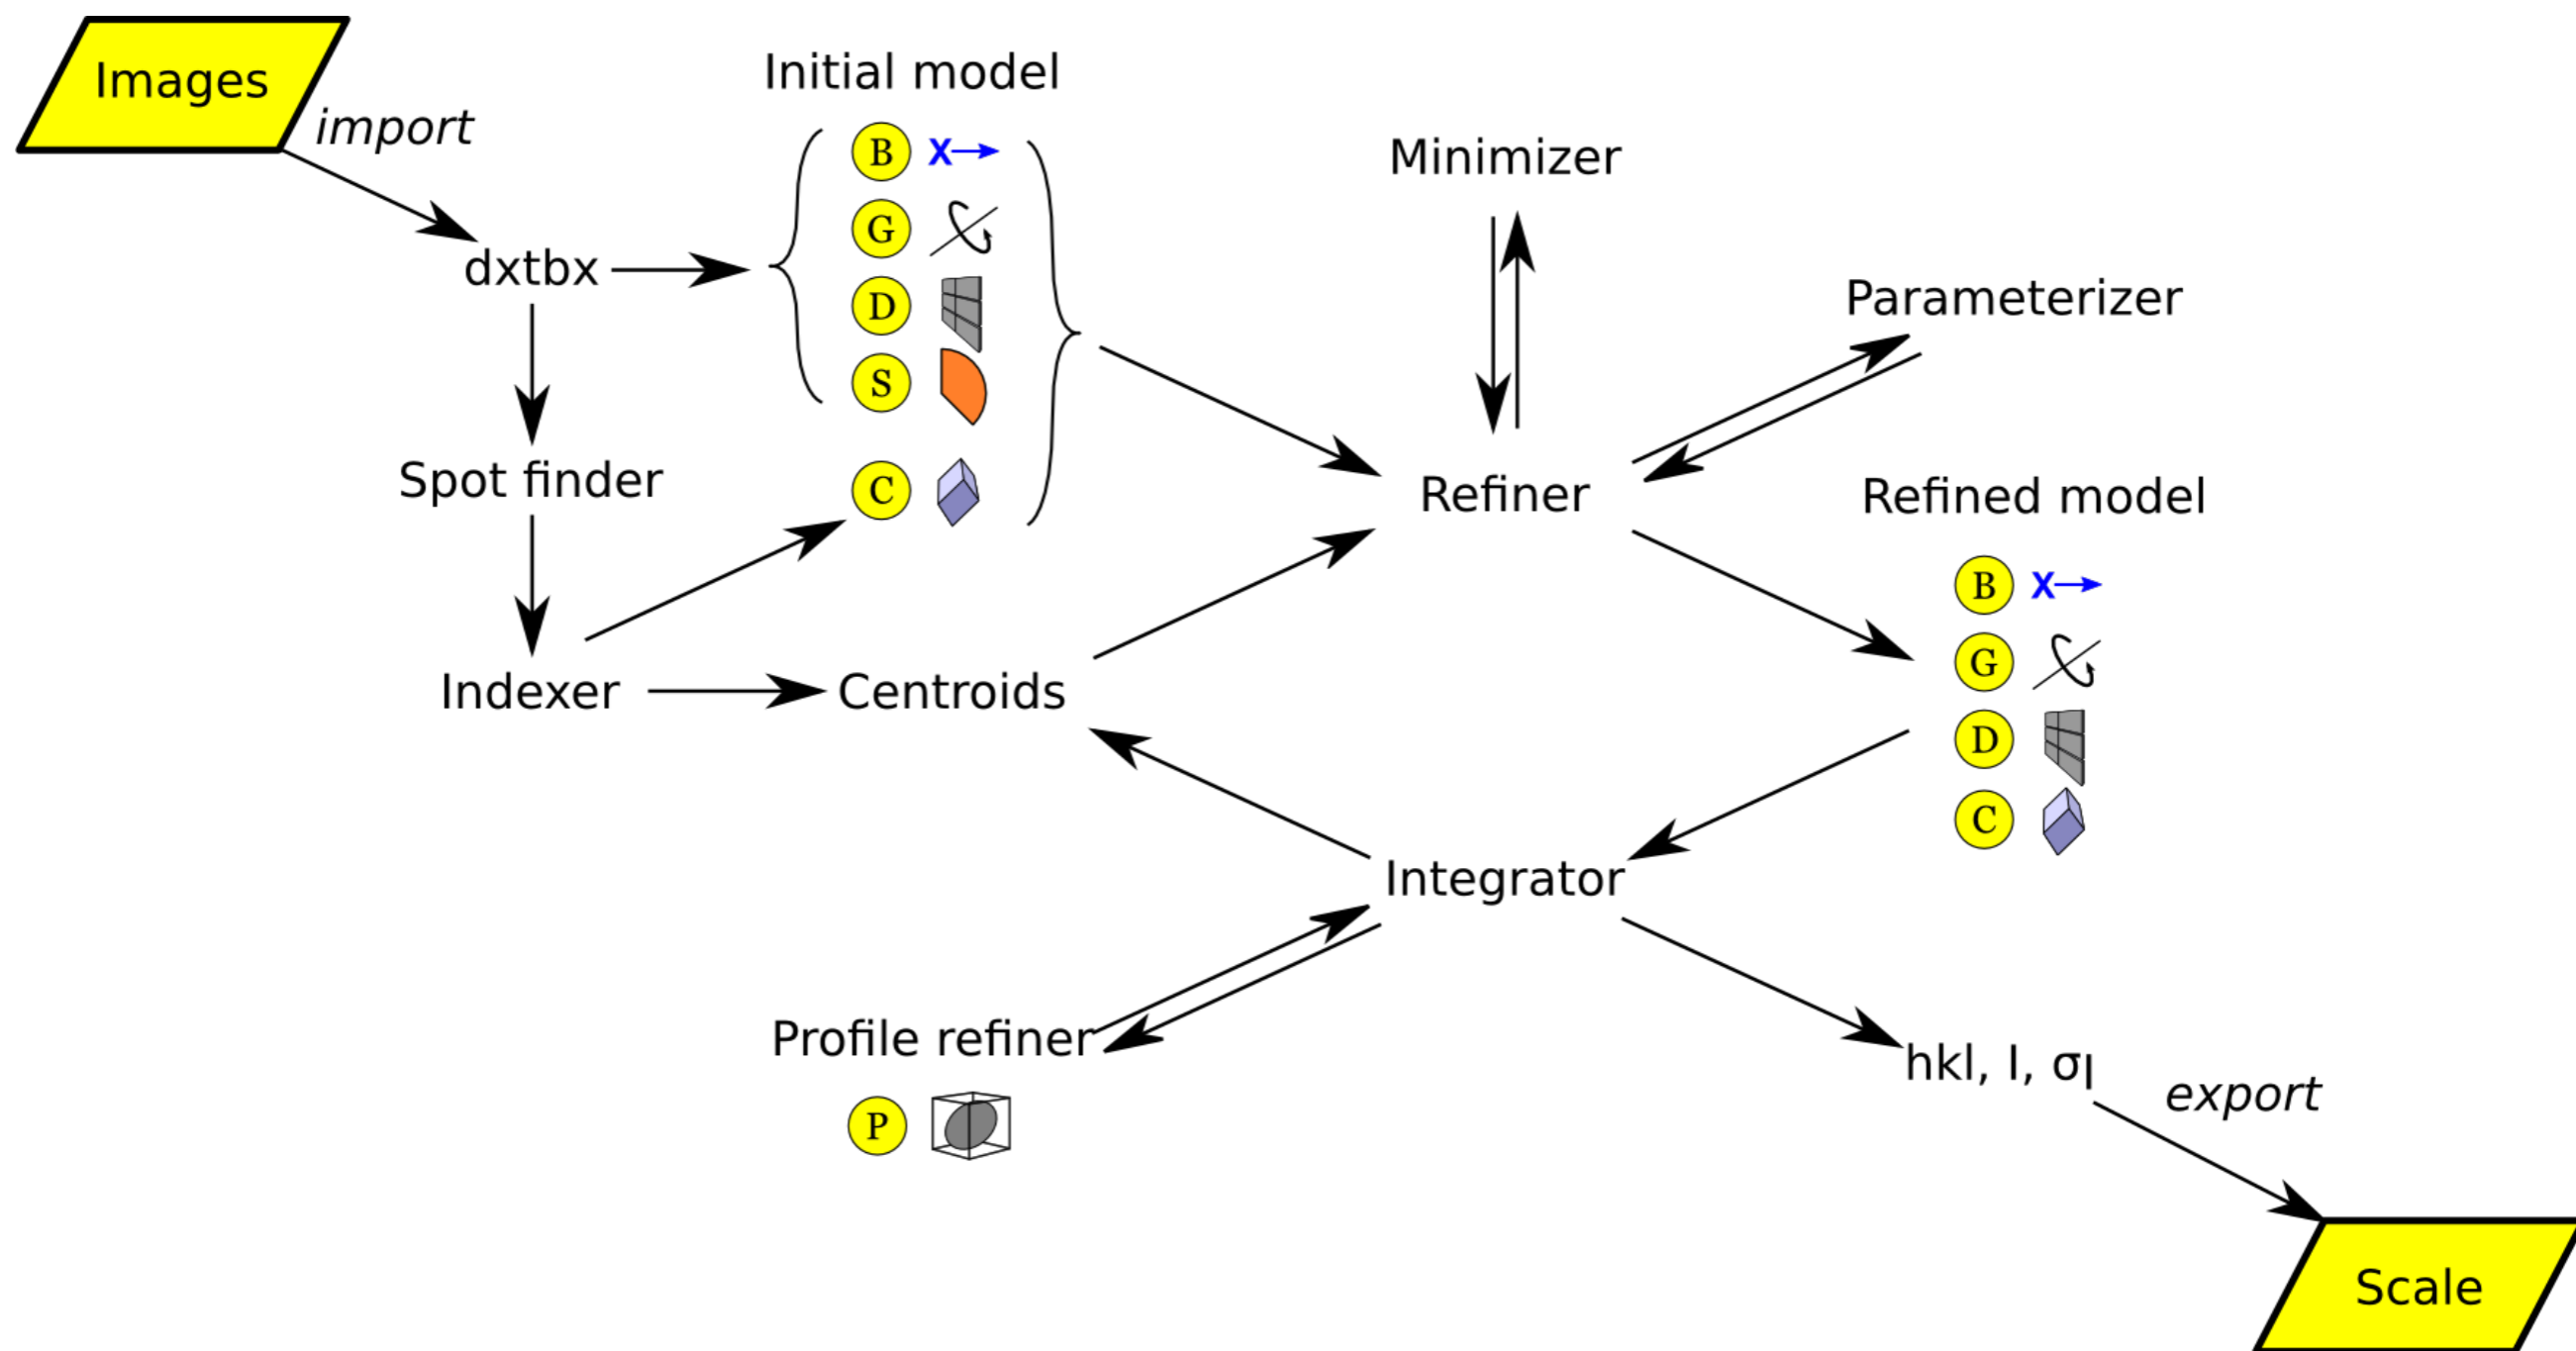 Images
import
dxtbx
Initial model
B X
G
D
S
C
Spot finder
Indexer
Centroids
Minimizer
Parameterizer
Refiner
Refined model
B X
G
D
C
Integrator
Profile refiner
P
hkl, I, σI
export
Scale